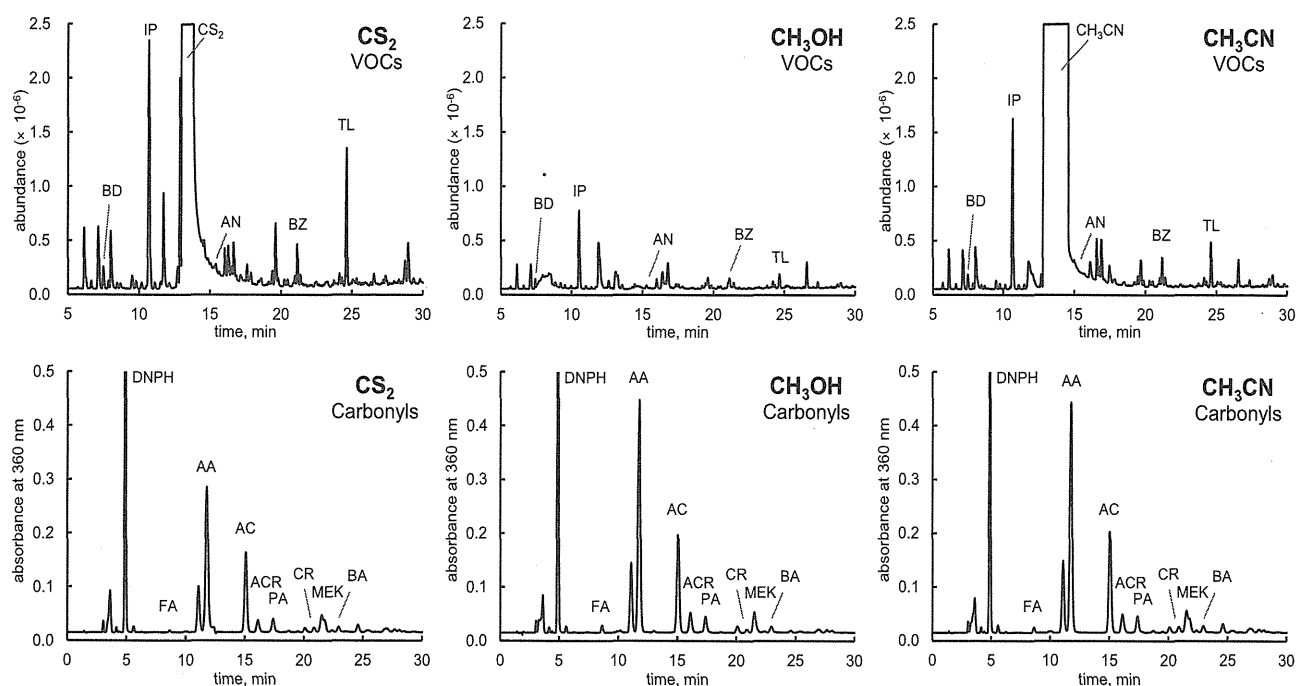 CS₂
VOCs
abundance (× 10⁻⁶)
2.5
2.0
1.5
1.0
0.5
0.0
IP
CS₂
BD
AN
BZ
TL
5
10
15
20
25
30
time, min
CH₃OH
VOCs
abundance (× 10⁻⁶)
2.5
2.0
1.5
1.0
0.5
0.0
BD
IP
AN
BZ
TL
5
10
15
20
25
30
time, min
CH₃CN
VOCs
abundance (× 10⁻⁶)
2.5
2.0
1.5
1.0
0.5
0.0
CH₃CN
IP
BD
AN
BZ
TL
5
10
15
20
25
30
time, min
CS₂
Carbonyls
absorbance at 360 nm
0.5
0.4
0.3
0.2
0.1
0.0
DNPH
FA
AA
AC
ACR
PA
CR
MEK
BA
0
5
10
15
20
25
30
time, min
CH₃OH
Carbonyls
absorbance at 360 nm
0.5
0.4
0.3
0.2
0.1
0.0
DNPH
FA
AA
AC
ACR
PA
CR
MEK
BA
0
5
10
15
20
25
30
time, min
CH₃CN
Carbonyls
absorbance at 360 nm
0.5
0.4
0.3
0.2
0.1
0.0
DNPH
FA
AA
AC
ACR
PA
CR
MEK
BA
0
5
10
15
20
25
30
time, min